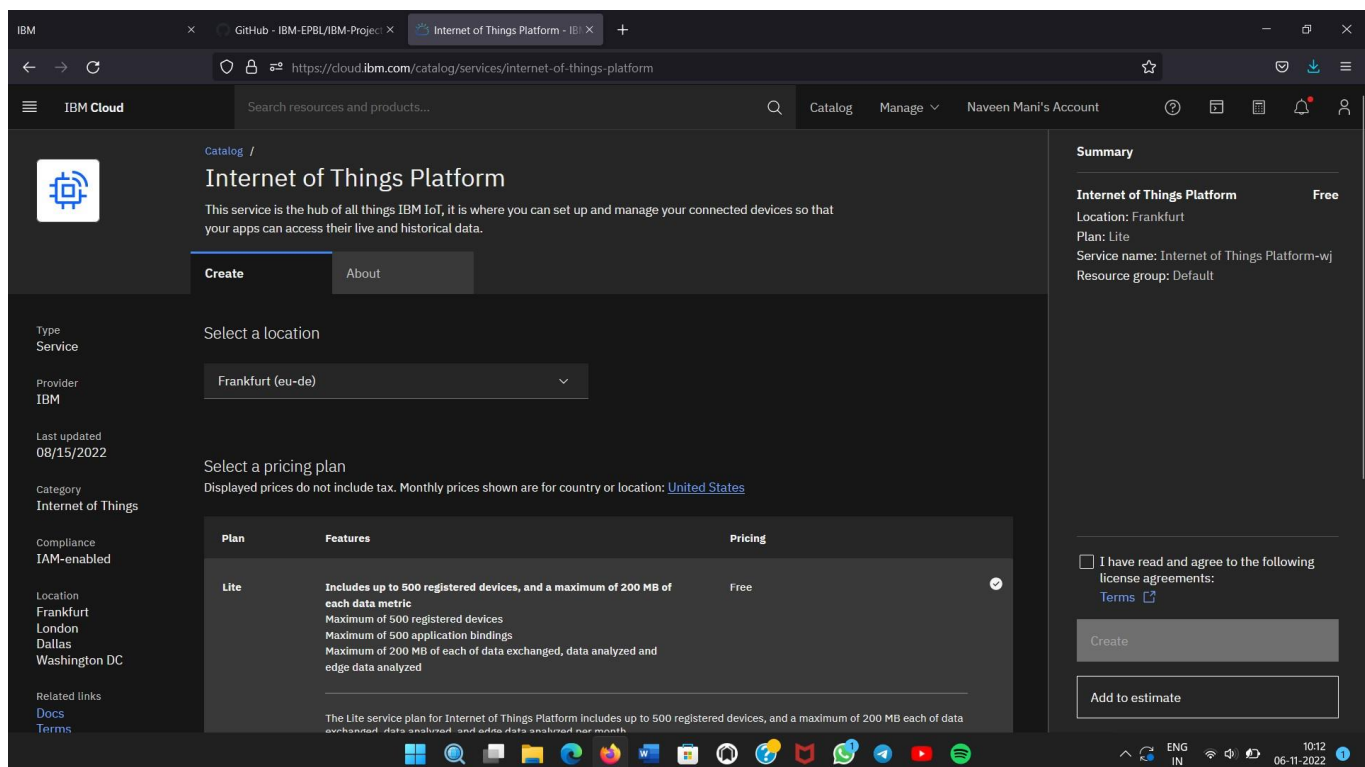 IBM
GitHub - IBM-EPBL/IBM-Project
Internet of Things Platform - IB
https://cloud.ibm.com/catalog/services/internet-of-things-platform
IBM Cloud
Search resources and products...
Catalog
Manage
Naveen Mani's Account
Catalog /
Internet of Things Platform
This service is the hub of all things IBM IoT, it is where you can set up and manage your connected devices so that
your apps can access their live and historical data.
Create
About
Type
Service
Provider
IBM
Last updated
08/15/2022
Category
Internet of Things
Compliance
IAM-enabled
Location
Frankfurt
London
Dallas
Washington DC
Related links
Docs
Terms
Select a location
Frankfurt (eu-de)
Select a pricing plan
Displayed prices do not include tax. Monthly prices shown are for country or location: United States
Plan
Features
Pricing
Lite
Includes up to 500 registered devices, and a maximum of 200 MB of
each data metric
Maximum of 500 registered devices
Maximum of 500 application bindings
Maximum of 200 MB of each of data exchanged, data analyzed and
edge data analyzed
Free
The Lite service plan for Internet of Things Platform includes up to 500 registered devices, and a maximum of 200 MB each of data
exchanged, data analyzed, and edge data analyzed per month
Summary
Internet of Things Platform Free
Location: Frankfurt
Plan: Lite
Service name: Internet of Things Platform-wj
Resource group: Default
I have read and agree to the following
license agreements:
Terms
Create
Add to estimate
ENG
IN
10:12
06-11-2022
1